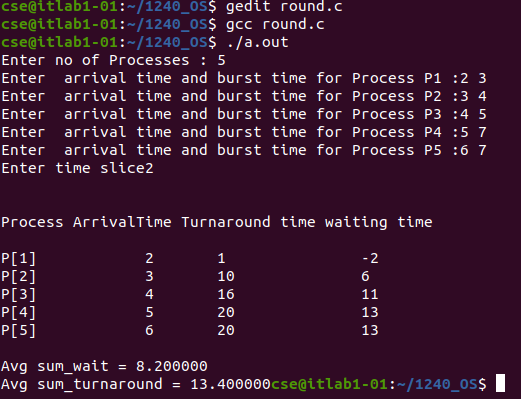 cse@itlab1-01:~/1240_OS$ gedit round.c
cse@itlab1-01:~/1240_OS$ gcc round.c
cse@itlab1-01:~/1240_OS$ ./a.out
Enter no of Processes : 5
Enter  arrival time and burst time for Process P1 :2 3
Enter  arrival time and burst time for Process P2 :3 4
Enter  arrival time and burst time for Process P3 :4 5
Enter  arrival time and burst time for Process P4 :5 7
Enter  arrival time and burst time for Process P5 :6 7
Enter time slice2
Process ArrivalTime Turnaround time waiting time
P[1]            2       1               -2
P[2]            3       10              6
P[3]            4       16              11
P[4]            5       20              13
P[5]            6       20              13
Avg sum_wait = 8.200000
Avg sum_turnaround = 13.400000cse@itlab1-01:~/1240_OS$